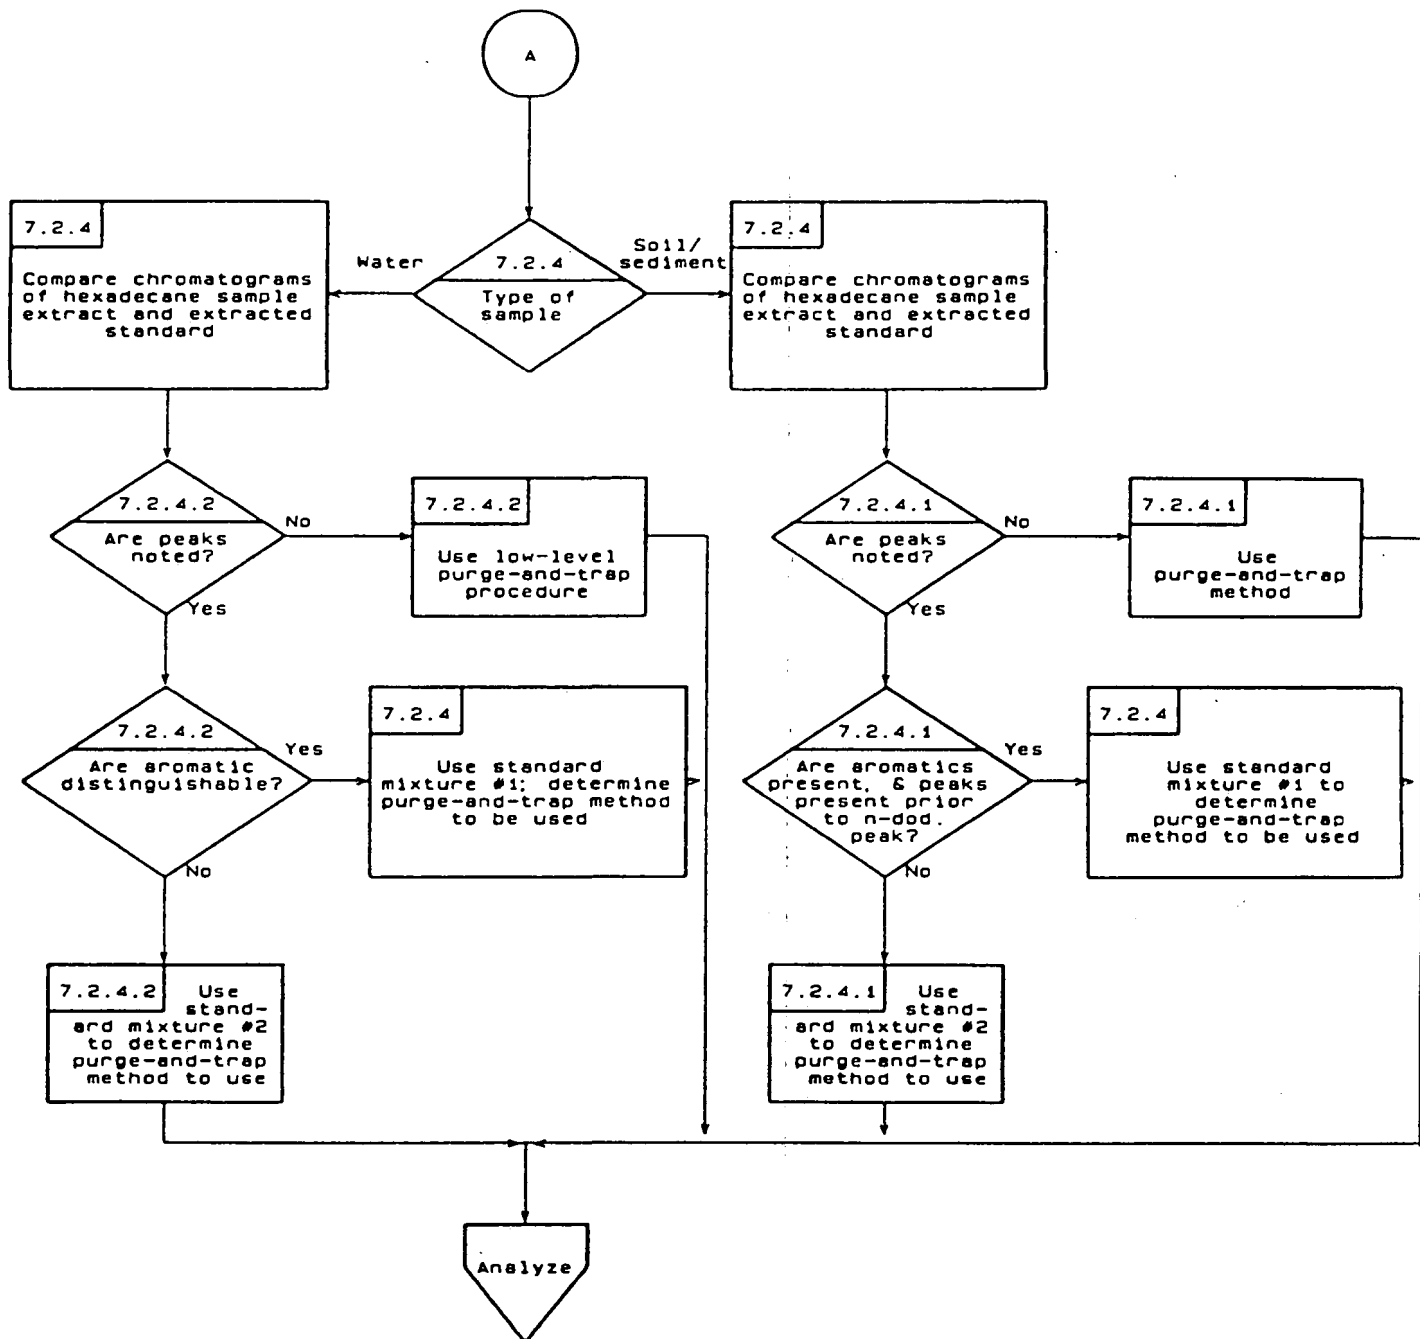 A
7.2.4
Compare chromatograms
of hexadecane sample
extract and extracted
standard
Water
7.2.4
Type of
sample
Soil/
sediment
7.2.4
Compare chromatograms
of hexadecane sample
extract and extracted
standard
7.2.4.2
Are peaks
noted?
No
Yes
7.2.4.2
Use low-level
purge-and-trap
procedure
7.2.4.1
Are peaks
noted?
No
Yes
7.2.4.1
Use
purge-and-trap
method
7.2.4.2
Are aromatic
distinguishable?
Yes
No
7.2.4
Use standard
mixture #1; determine
purge-and-trap method
to be used
7.2.4.1
Are aromatics
present, & peaks
present prior
to n-dod.
peak?
Yes
No
7.2.4
Use standard
mixture #1 to
determine
purge-and-trap
method to be used
7.2.4.2 Use
stand-
ard mixture #2
to determine
purge-and-trap
method to use
7.2.4.1 Use
stand-
ard mixture #2
to determine
purge-and-trap
method to use
Analyze